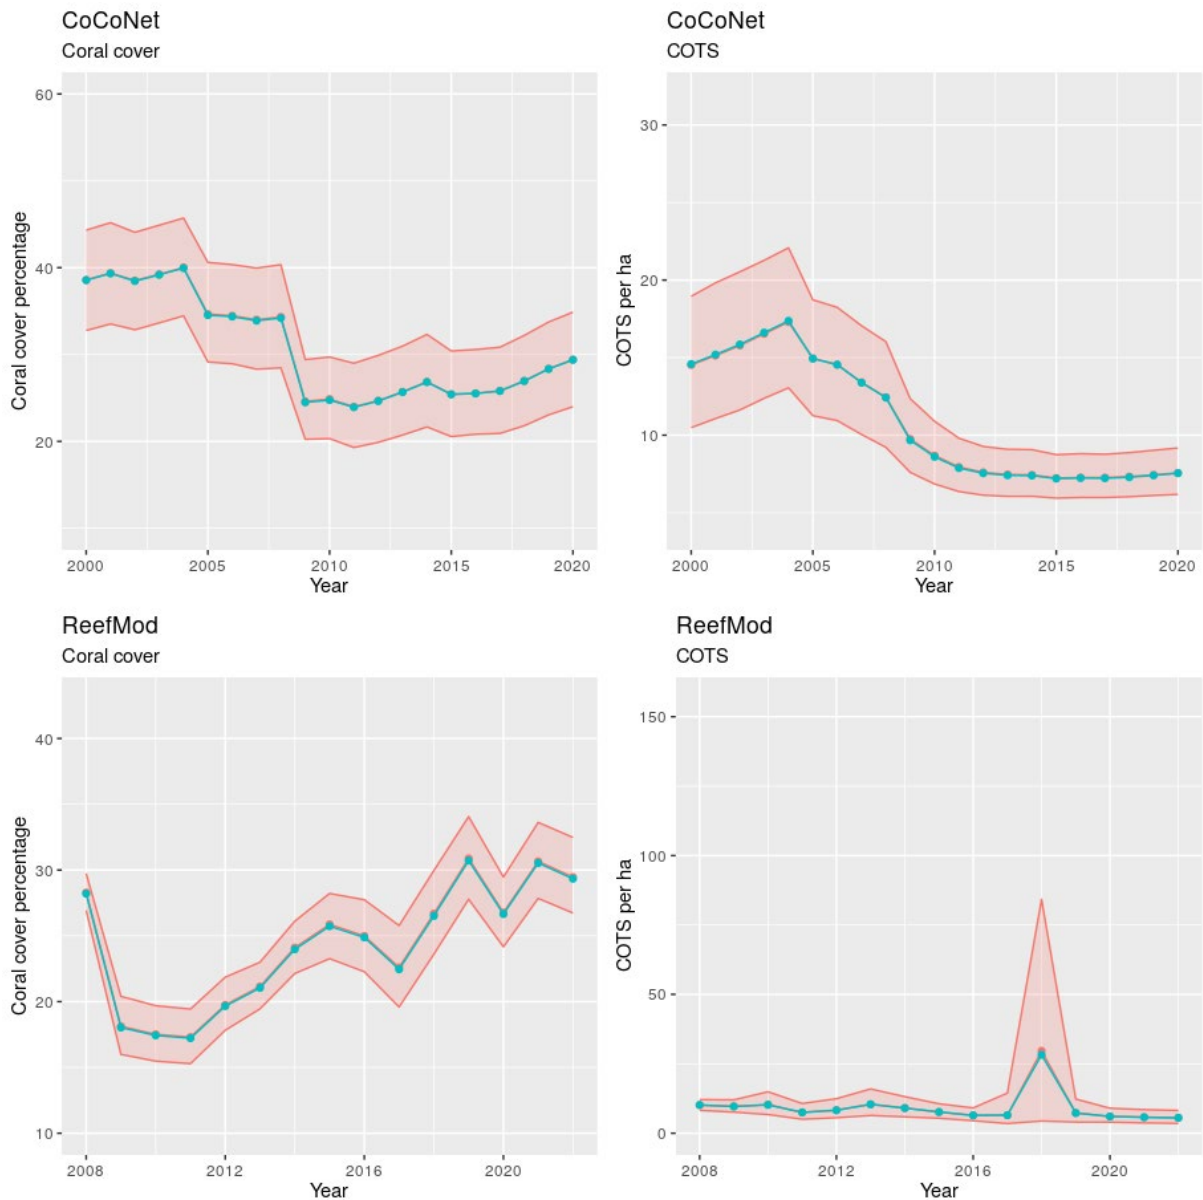 CoCoNet
Coral cover
60
40
20
Coral cover percentage
2000 2005 2010 2015 2020
Year
CoCoNet
COTS
30
20
10
COTS per ha
2000 2005 2010 2015 2020
Year
ReefMod
Coral cover
40
30
20
10
Coral cover percentage
2008 2012 2016 2020
Year
ReefMod
COTS
150
100
50
0
COTS per ha
2008 2012 2016 2020
Year